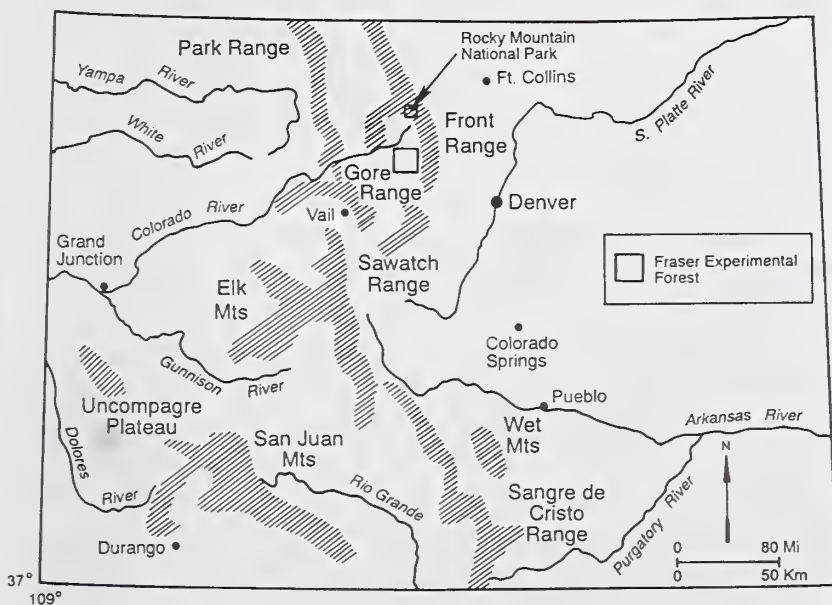 Park Range
Rocky Mountain
National Park
Ft. Collins
Yampa
River
White
River
S. Platte River
Front
Range
Gore
Range
Colorado
River
Vail
Denver
Grand
Junction
Sawatch
Range
Fraser Experimental
Forest
Elk
Mts
Colorado
Springs
Gunnison
River
Pueblo
Uncompagre
Plateau
Wet
Mts
Arkansas River
N
San Juan
Mts
Dolores
River
Rio Grande
Sangre de
Cristo
Range
Purgatory River
Durango
0 80 Mi
0 50 Km
37°
109°